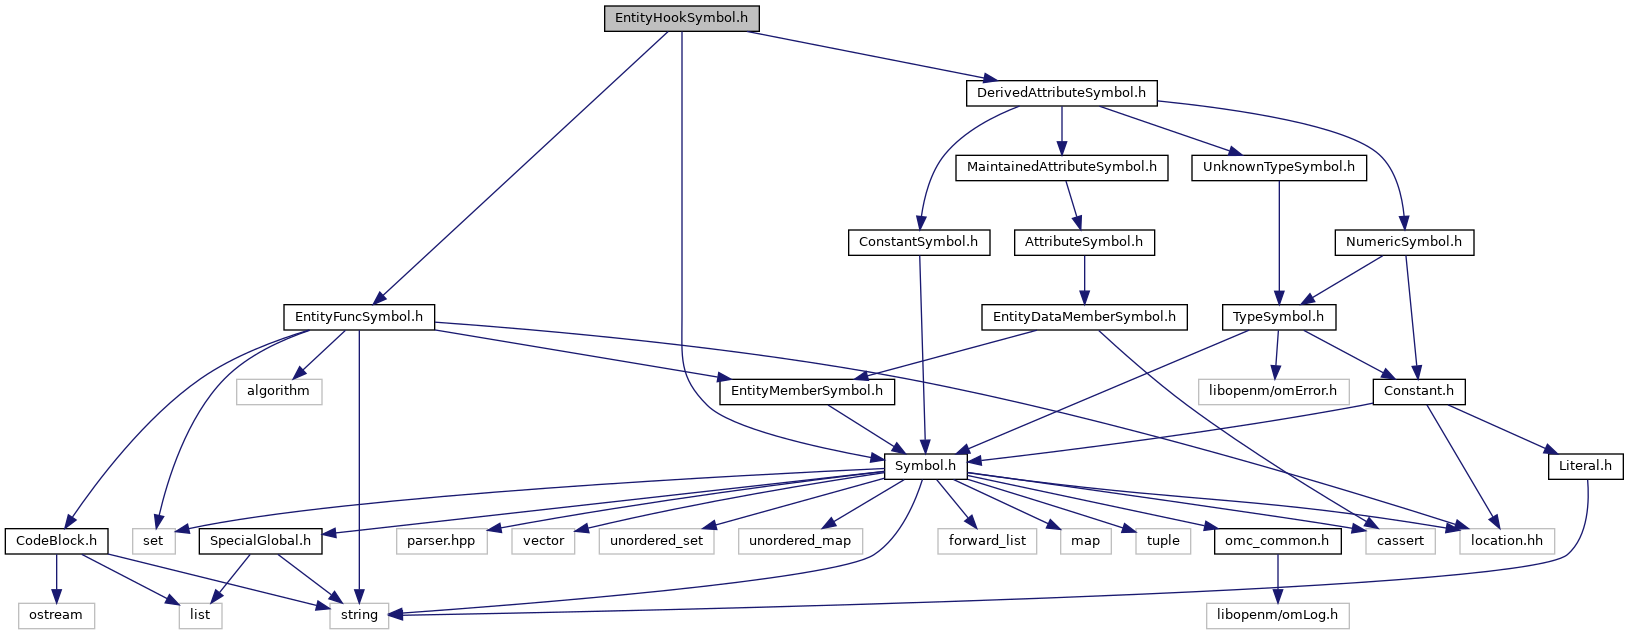 EntityHookSymbol.h
DerivedAttributeSymbol.h
MaintainedAttributeSymbol.h
UnknownTypeSymbol.h
ConstantSymbol.h
AttributeSymbol.h
NumericSymbol.h
EntityFuncSymbol.h
EntityDataMemberSymbol.h
TypeSymbol.h
algorithm
EntityMemberSymbol.h
libopenm/omError.h
Constant.h
Symbol.h
Literal.h
CodeBlock.h
set
SpecialGlobal.h
parser.hpp
vector
unordered_set
unordered_map
forward_list
map
tuple
omc_common.h
cassert
location.hh
ostream
list
string
libopenm/omLog.h